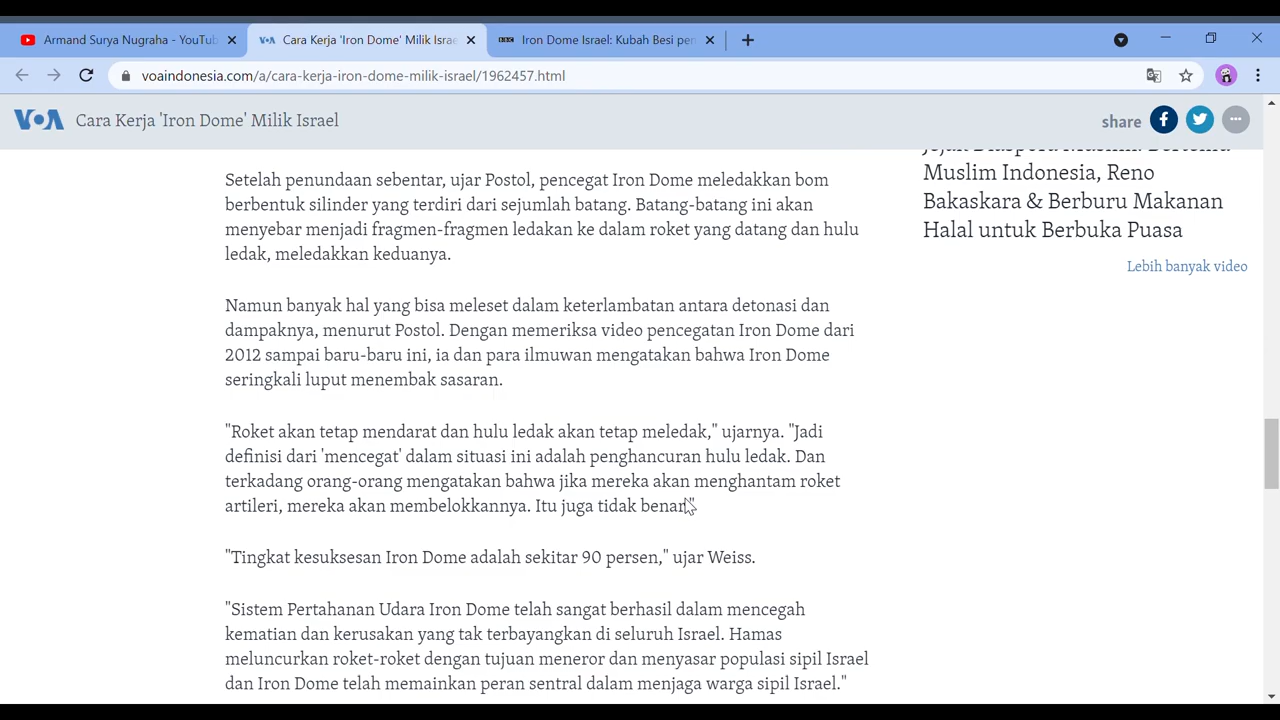 Armand Surya Nugraha - YouTub
Cara Kerja 'Iron Dome' Milik Israe
BBC
Iron Dome Israel: Kubah Besi pen
voaindonesia.com/a/cara-kerja-iron-dome-milik-israel/1962457.html
VOA Cara Kerja 'Iron Dome' Milik Israel
share
Setelah penundaan sebentar, ujar Postol, pencegat Iron Dome meledakkan bom
berbentuk silinder yang terdiri dari sejumlah batang. Batang-batang ini akan
menyebar menjadi fragmen-fragmen ledakan ke dalam roket yang datang dan hulu
ledak, meledakkan keduanya.
Namun banyak hal yang bisa meleset dalam keterlambatan antara detonasi dan
dampaknya, menurut Postol. Dengan memeriksa video pencegatan Iron Dome dari
2012 sampai baru-baru ini, ia dan para ilmuwan mengatakan bahwa Iron Dome
seringkali luput menembak sasaran.
"Roket akan tetap mendarat dan hulu ledak akan tetap meledak," ujarnya. "Jadi
definisi dari 'mencegat' dalam situasi ini adalah penghancuran hulu ledak. Dan
terkadang orang-orang mengatakan bahwa jika mereka akan menghantam roket
artileri, mereka akan membelokkannya. Itu juga tidak benar."
"Tingkat kesuksesan Iron Dome adalah sekitar 90 persen," ujar Weiss.
"Sistem Pertahanan Udara Iron Dome telah sangat berhasil dalam mencegah
kematian dan kerusakan yang tak terbayangkan di seluruh Israel. Hamas
meluncurkan roket-roket dengan tujuan meneror dan menyasar populasi sipil Israel
dan Iron Dome telah memainkan peran sentral dalam menjaga warga sipil Israel."
Muslim Indonesia, Reno
Bakaskara & Berburu Makanan
Halal untuk Berbuka Puasa
Lebih banyak video